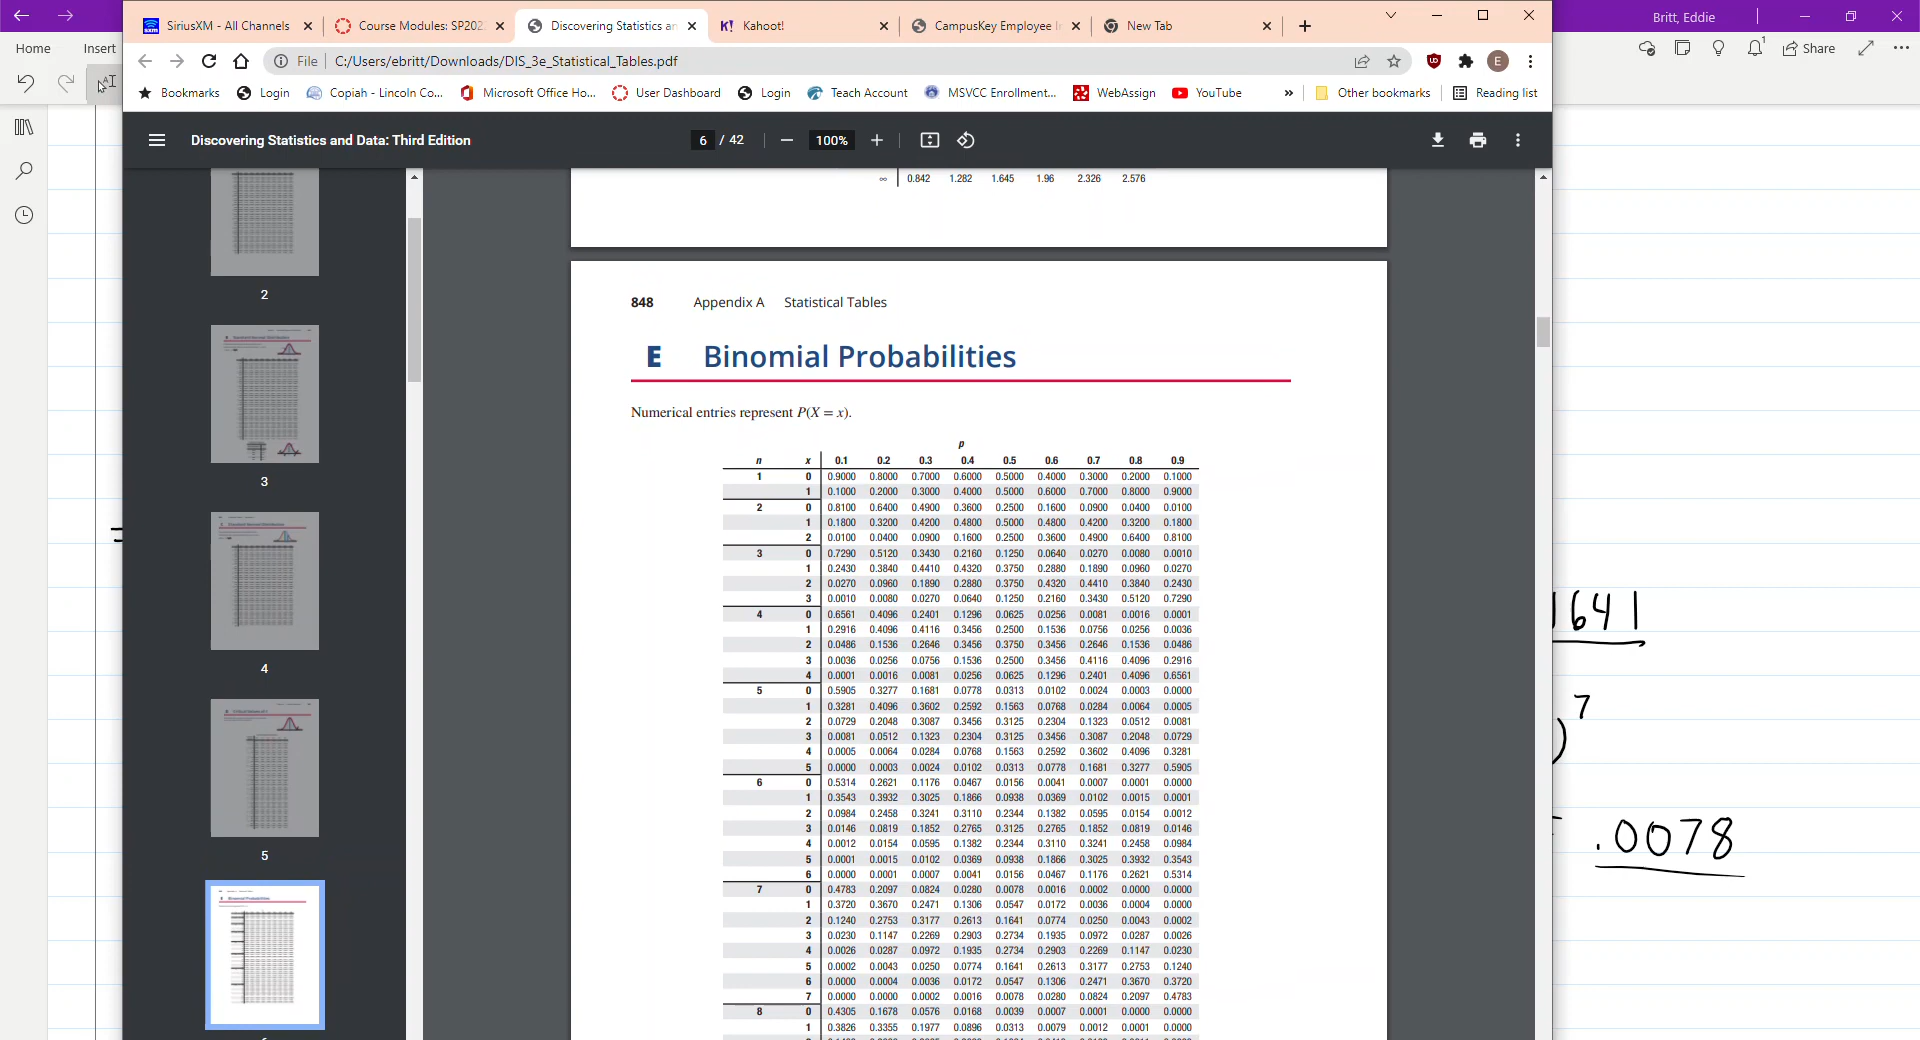 Britt, Eddie
Home Insert
Share
SiriusXM - All Channels
Course Modules: SP202
Discovering Statistics an
K! Kahoot!
CampusKey Employee I
New Tab
File C:/Users/ebritt/Downloads/DIS_3e_Statistical_Tables.pdf
E
Bookmarks Login Copiah - Lincoln Co... Microsoft Office Ho... User Dashboard Login Teach Account MSVCC Enrollment... WebAssign YouTube » Other bookmarks Reading list
Discovering Statistics and Data: Third Edition 6 / 42 100%
2
3
4
5
∞ 0.842 1.282 1.645 1.96 2.326 2.576
848 Appendix A Statistical Tables
E Binomial Probabilities
Numerical entries represent P(X = x).
p
n x 0.1 0.2 0.3 0.4 0.5 0.6 0.7 0.8 0.9
1 0 0.9000 0.8000 0.7000 0.6000 0.5000 0.4000 0.3000 0.2000 0.1000
1 0.1000 0.2000 0.3000 0.4000 0.5000 0.6000 0.7000 0.8000 0.9000
2 0 0.8100 0.6400 0.4900 0.3600 0.2500 0.1600 0.0900 0.0400 0.0100
1 0.1800 0.3200 0.4200 0.4800 0.5000 0.4800 0.4200 0.3200 0.1800
2 0.0100 0.0400 0.0900 0.1600 0.2500 0.3600 0.4900 0.6400 0.8100
3 0 0.7290 0.5120 0.3430 0.2160 0.1250 0.0640 0.0270 0.0080 0.0010
1 0.2430 0.3840 0.4410 0.4320 0.3750 0.2880 0.1890 0.0960 0.0270
2 0.0270 0.0960 0.1890 0.2880 0.3750 0.4320 0.4410 0.3840 0.2430
3 0.0010 0.0080 0.0270 0.0640 0.1250 0.2160 0.3430 0.5120 0.7290
4 0 0.6561 0.4096 0.2401 0.1296 0.0625 0.0256 0.0081 0.0016 0.0001
1 0.2916 0.4096 0.4116 0.3456 0.2500 0.1536 0.0756 0.0256 0.0036
2 0.0486 0.1536 0.2646 0.3456 0.3750 0.3456 0.2646 0.1536 0.0486
3 0.0036 0.0256 0.0756 0.1536 0.2500 0.3456 0.4116 0.4096 0.2916
4 0.0001 0.0016 0.0081 0.0256 0.0625 0.1296 0.2401 0.4096 0.6561
5 0 0.5905 0.3277 0.1681 0.0778 0.0313 0.0102 0.0024 0.0003 0.0000
1 0.3281 0.4096 0.3602 0.2592 0.1563 0.0768 0.0284 0.0064 0.0005
2 0.0729 0.2048 0.3087 0.3456 0.3125 0.2304 0.1323 0.0512 0.0081
3 0.0081 0.0512 0.1323 0.2304 0.3125 0.3456 0.3087 0.2048 0.0729
4 0.0005 0.0064 0.0284 0.0768 0.1563 0.2592 0.3602 0.4096 0.3281
5 0.0000 0.0003 0.0024 0.0102 0.0313 0.0778 0.1681 0.3277 0.5905
6 0 0.5314 0.2621 0.1176 0.0467 0.0156 0.0041 0.0007 0.0001 0.0000
1 0.3543 0.3932 0.3025 0.1866 0.0938 0.0369 0.0102 0.0015 0.0001
2 0.0984 0.2458 0.3241 0.3110 0.2344 0.1382 0.0595 0.0154 0.0012
3 0.0146 0.0819 0.1852 0.2765 0.3125 0.2765 0.1852 0.0819 0.0146
4 0.0012 0.0154 0.0595 0.1382 0.2344 0.3110 0.3241 0.2458 0.0984
5 0.0001 0.0015 0.0102 0.0369 0.0938 0.1866 0.3025 0.3932 0.3543
6 0.0000 0.0001 0.0007 0.0041 0.0156 0.0467 0.1176 0.2621 0.5314
7 0 0.4783 0.2097 0.0824 0.0280 0.0078 0.0016 0.0002 0.0000 0.0000
1 0.3720 0.3670 0.2471 0.1306 0.0547 0.0172 0.0036 0.0004 0.0000
2 0.1240 0.2753 0.3177 0.2613 0.1641 0.0774 0.0250 0.0043 0.0002
3 0.0230 0.1147 0.2269 0.2903 0.2734 0.1935 0.0972 0.0287 0.0026
4 0.0026 0.0287 0.0972 0.1935 0.2734 0.2903 0.2269 0.1147 0.0230
5 0.0002 0.0043 0.0250 0.0774 0.1641 0.2613 0.3177 0.2753 0.1240
6 0.0000 0.0004 0.0036 0.0172 0.0547 0.1306 0.2471 0.3670 0.3720
7 0.0000 0.0000 0.0002 0.0016 0.0078 0.0280 0.0824 0.2097 0.4783
8 0 0.4305 0.1678 0.0576 0.0168 0.0039 0.0007 0.0001 0.0000 0.0000
1 0.3826 0.3355 0.1977 0.0896 0.0313 0.0079 0.0012 0.0001 0.0000
1641
)7
= .0078